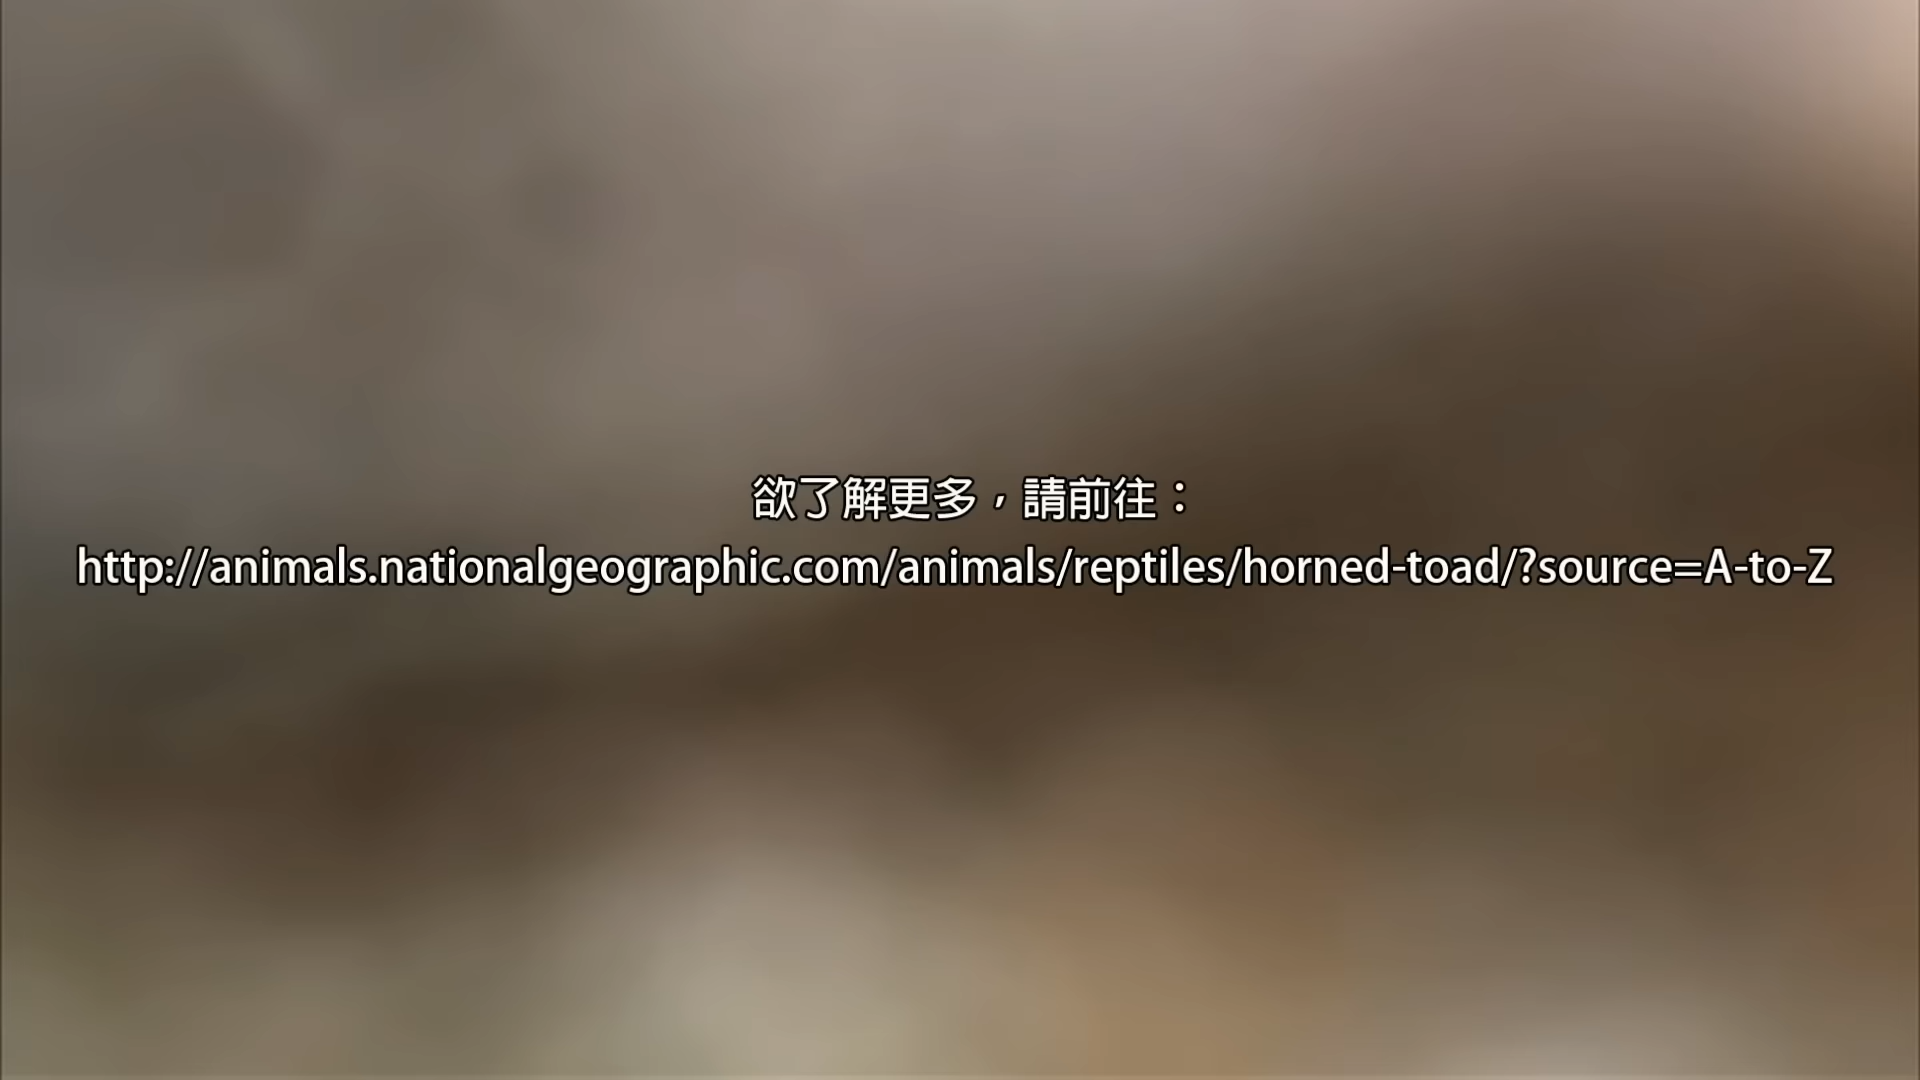 欲了解更多，請前往：
http://animals.nationalgeographic.com/animals/reptiles/horned-toad/?source=A-to-Z